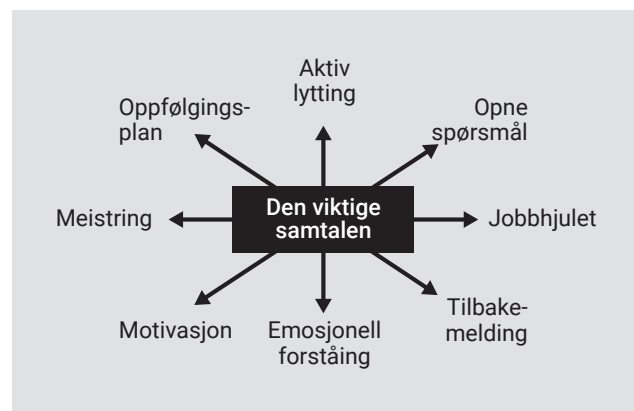 Aktiv
lytting
Oppfølgings-
plan
Opne
spørsmål
Meistring
Den viktige
samtalen
Jobbhjulet
Motivasjon
Emosjonell
forståing
Tilbake-
melding